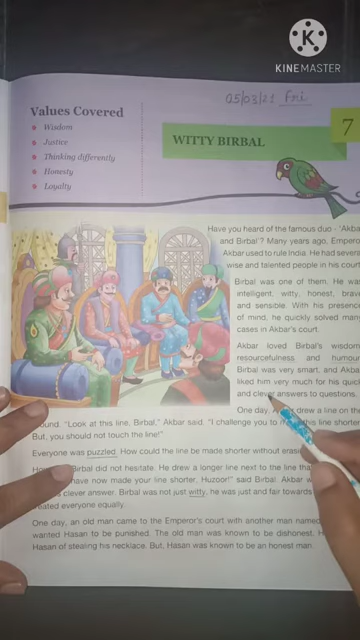 K
KINEMASTER
05/03/21 Fri
Values Covered
Wisdom
Justice
Thinking differently
Honesty
Loyalty
7
WITTY BIRBAL
Have you heard of the famous duo - 'Akba
and Birbal'? Many years ago, Empero
Akbar used to rule India. He had severa
wise and talented people in his court
Birbal was one of them. He wa
intelligent, witty, honest, brave
and sensible. With his presence
of mind, he quickly solved many
cases in Akbar's court.
Akbar loved Birbal's wisdom
resourcefulness and humour
Birbal was very smart, and Akba
liked him very much for his quic
and clever answers to questions.
One day, drew a line on the
ound. "Look at this line, Birbal," Akbar said. "I challenge you to this line shorter
But, you should not touch the line!"
Everyone was puzzled. How could the line be made shorter without eras
Birbal did not hesitate. He drew a longer line next to the line tha
have now made your line shorter, Huzoor!" said Birbal. Akbar w
clever answer. Birbal was not just witty, he was just and fair towards
eated everyone equally.
One day, an old man came to the Emperor's court with another man named
wanted Hasan to be punished. The old man was known to be dishonest. H
Hasan of stealing his necklace. But, Hasan was known to be an honest man.